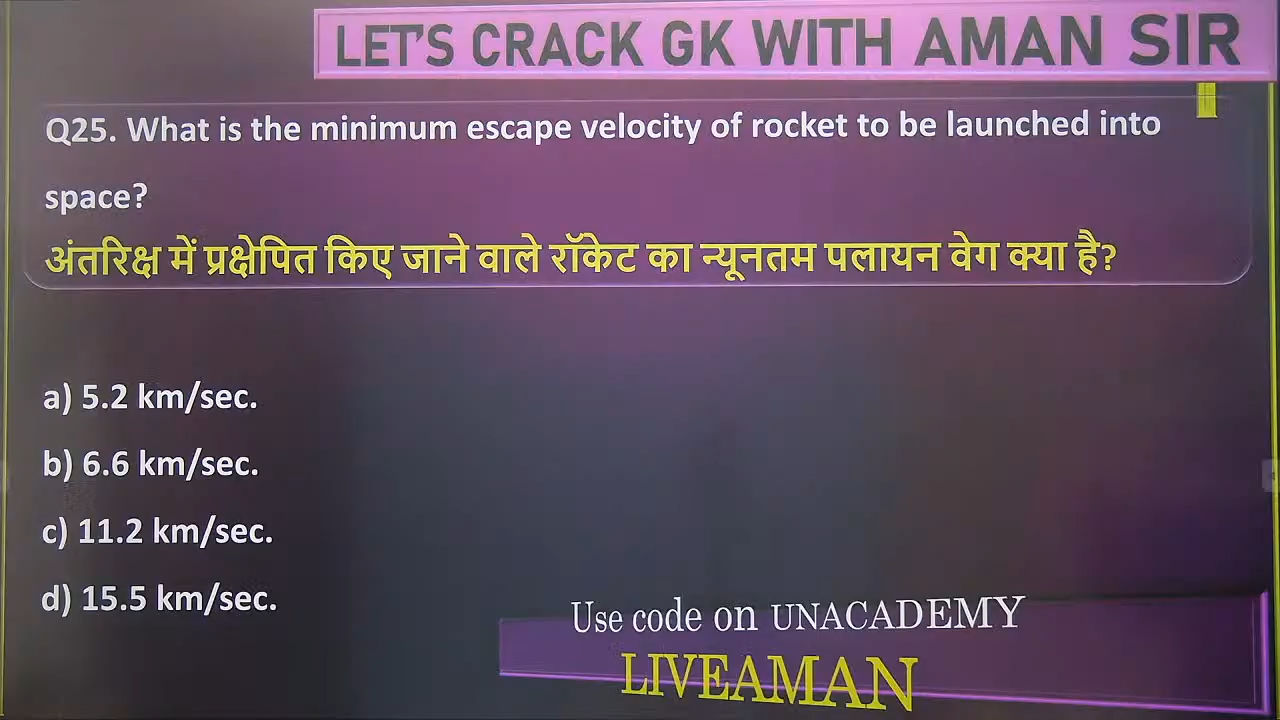 LET'S CRACK GK WITH AMAN SIR
Q25. What is the minimum escape velocity of rocket to be launched into
space?
अंतरिक्ष में प्रक्षेपित किए जाने वाले रॉकेट का न्यूनतम पलायन वेग क्या है?
a) 5.2 km/sec.
b) 6.6 km/sec.
c) 11.2 km/sec.
d) 15.5 km/sec.
Use code on UNACADEMY
LIVEAMAN